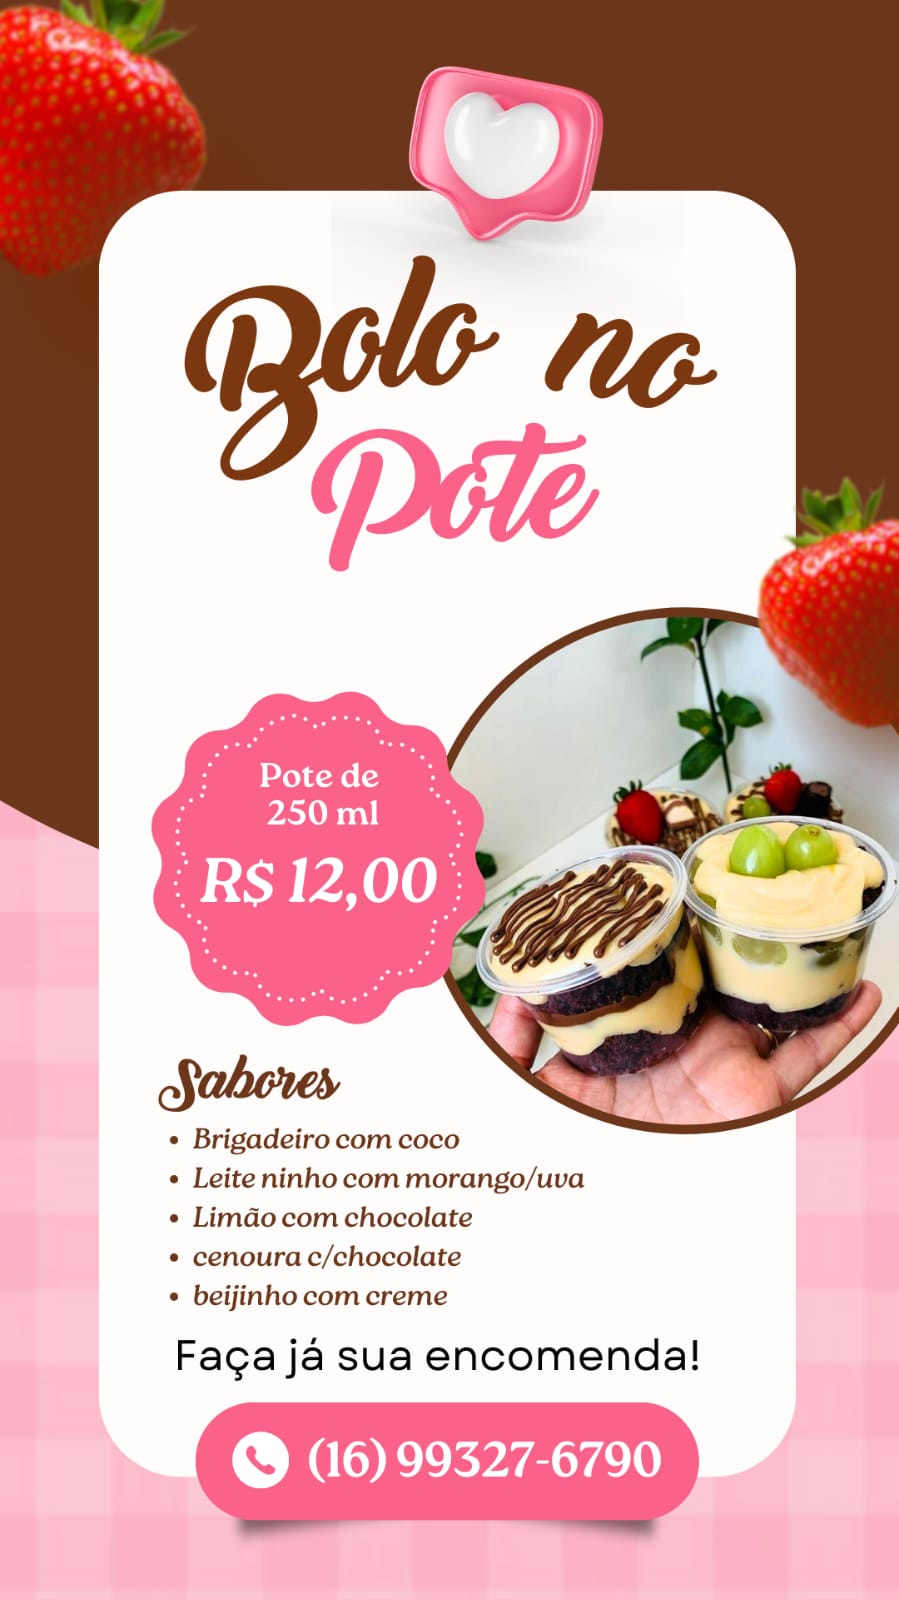 Bolo no
Pote
Pote de
250 ml
R$ 12,00
Sabores
• Brigadeiro com coco
• Leite ninho com morango/uva
• Limão com chocolate
• cenoura c/chocolate
• beijinho com creme
Faça já sua encomenda!
(16) 99327-6790